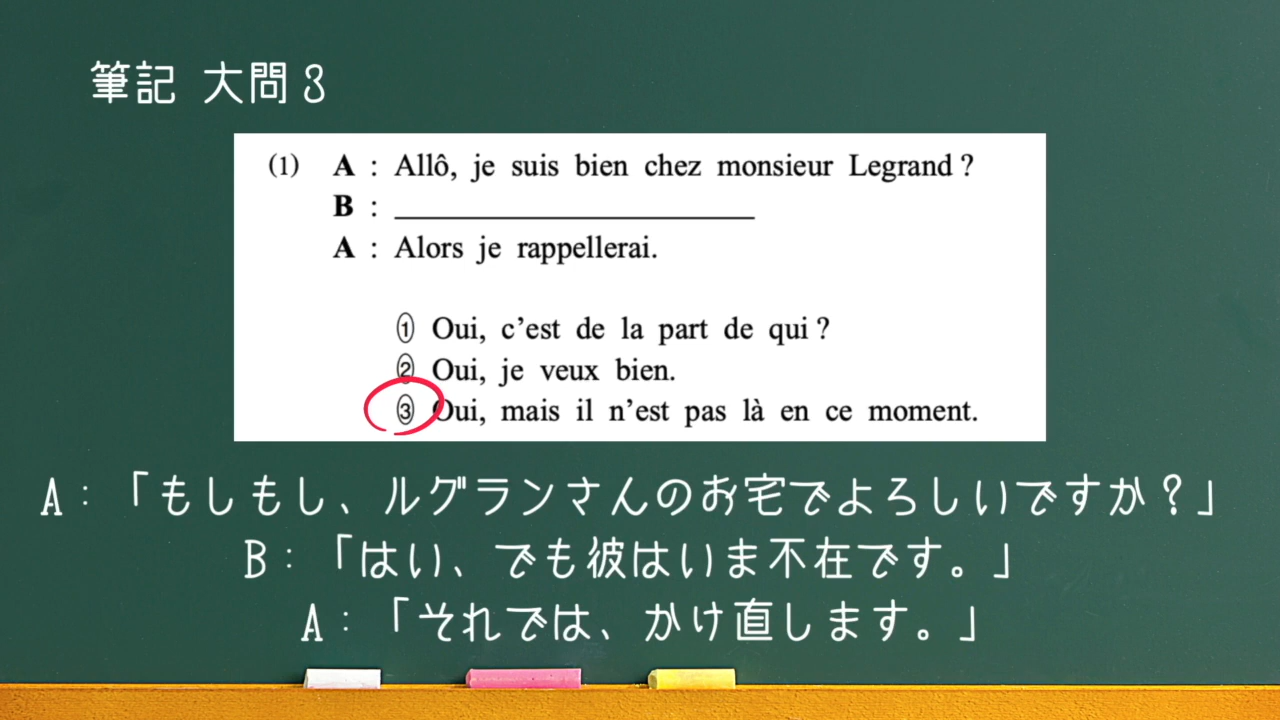 筆記 大問3
(1) A : Allô, je suis bien chez monsieur Legrand ?
B :
A : Alors je rappellerai.
① Oui, c'est de la part de qui ?
② Oui, je veux bien.
③ Oui, mais il n'est pas là en ce moment.
A:「もしもし、ルグランさんのお宅でよろしいですか？」
B:「はい、でも彼はいま不在です。」
A:「それでは、かけ直します。」